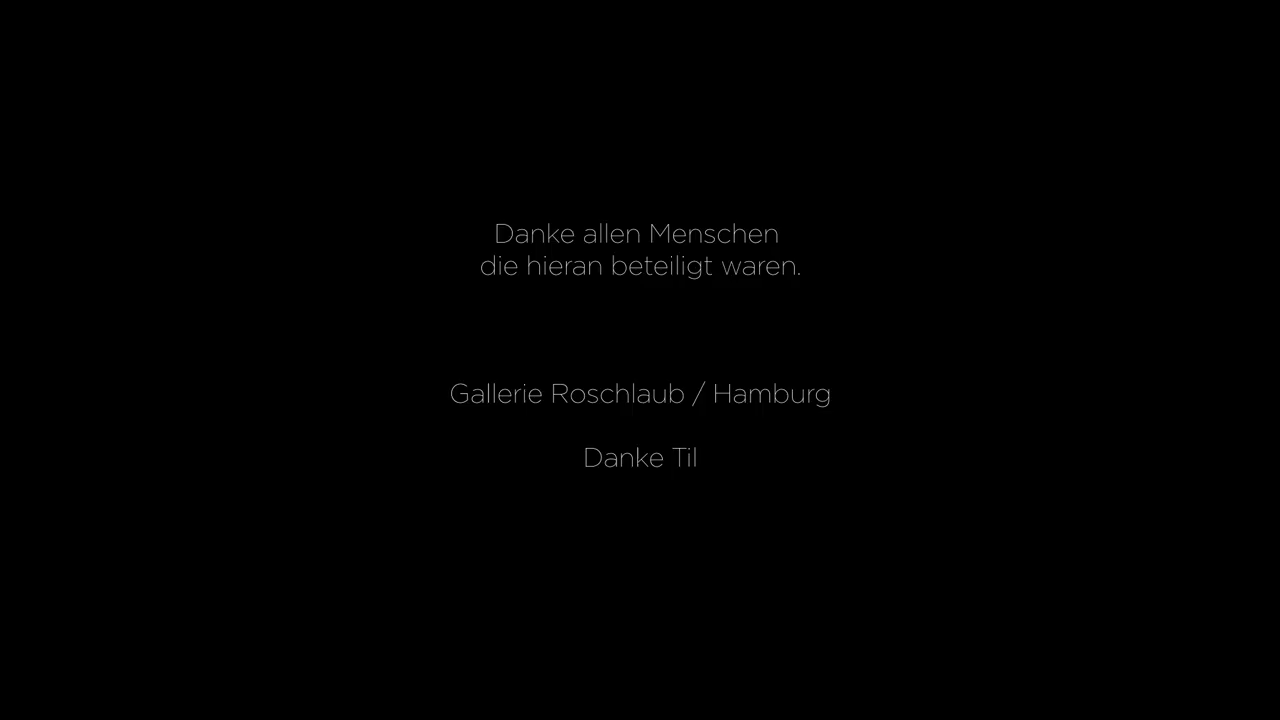 Danke allen Menschen
die hieran beteiligt waren.
Gallerie Roschlaub / Hamburg
Danke Til